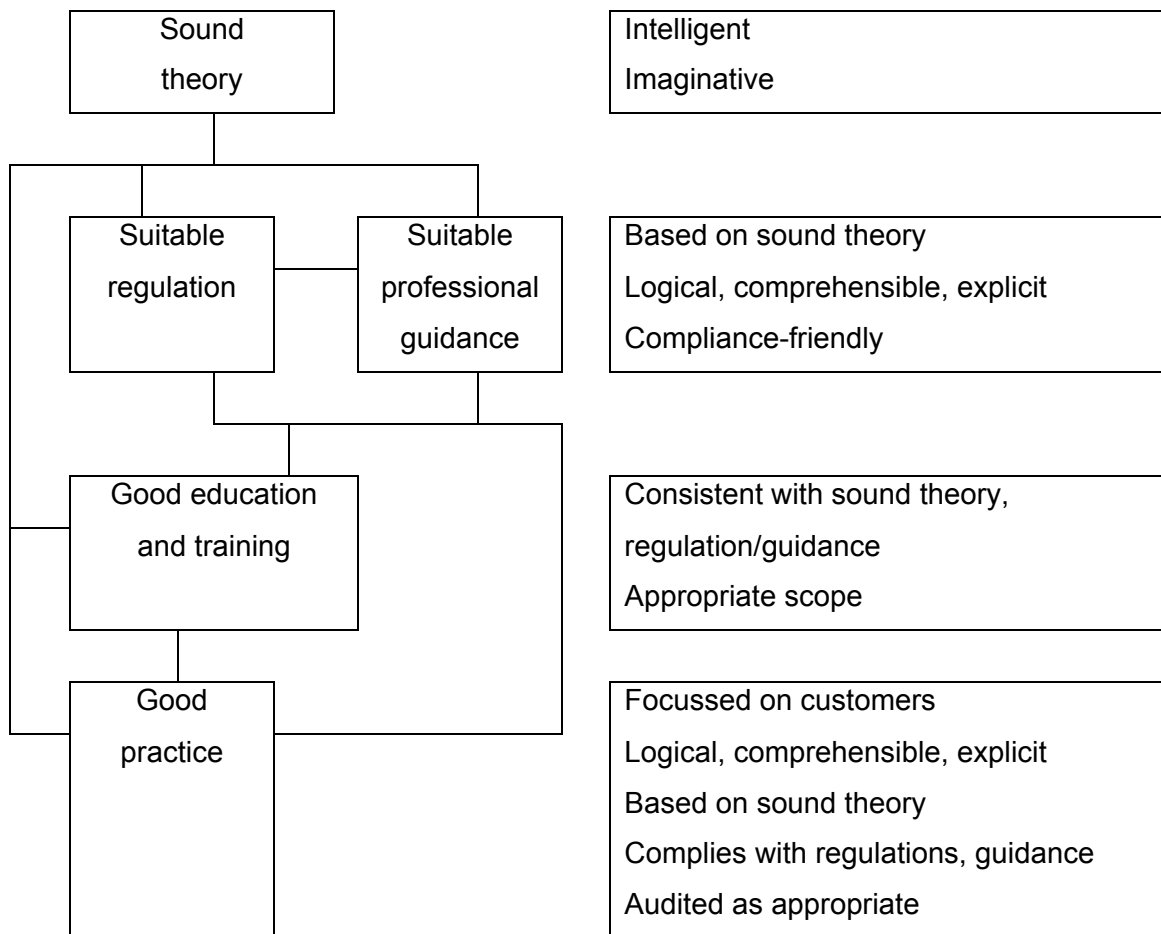 Sound
theory
Intelligent
Imaginative
Suitable
regulation
Suitable
professional
guidance
Based on sound theory
Logical, comprehensible, explicit
Compliance-friendly
Good education
and training
Consistent with sound theory,
regulation/guidance
Appropriate scope
Good
practice
Focussed on customers
Logical, comprehensible, explicit
Based on sound theory
Complies with regulations, guidance
Audited as appropriate